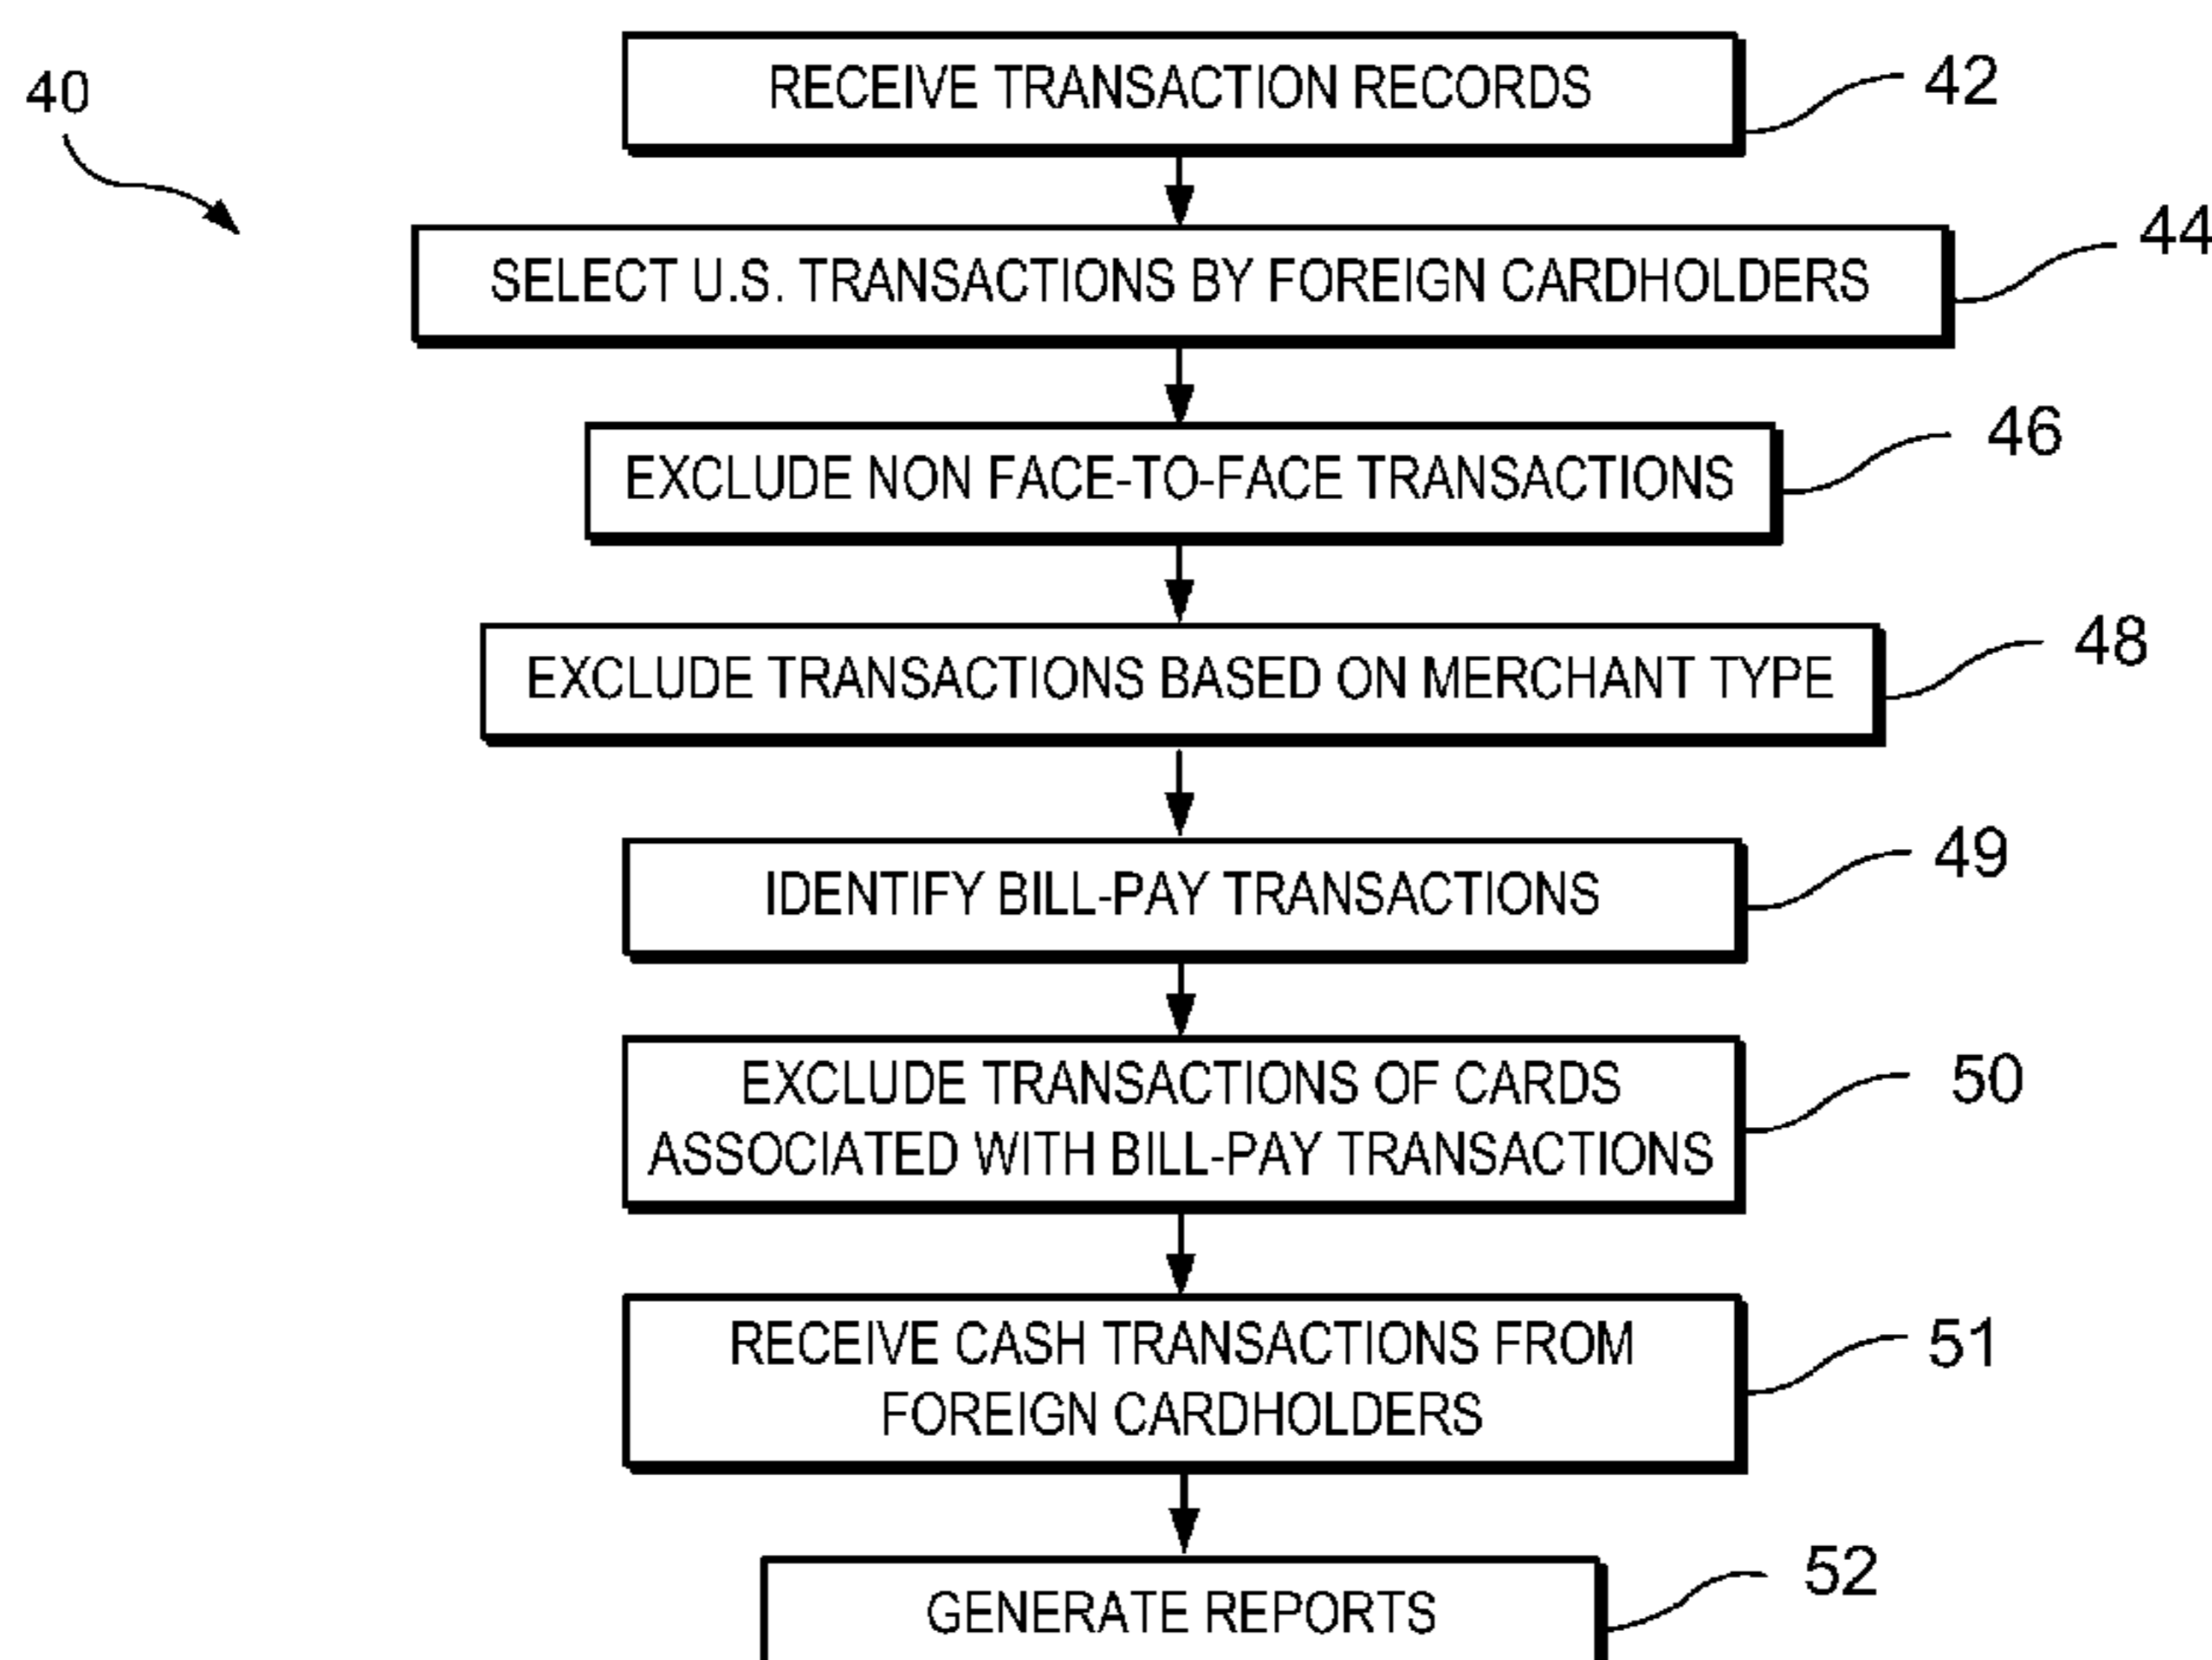 40
RECEIVE TRANSACTION RECORDS
42
SELECT U.S. TRANSACTIONS BY FOREIGN CARDHOLDERS
44
EXCLUDE NON FACE-TO-FACE TRANSACTIONS
46
EXCLUDE TRANSACTIONS BASED ON MERCHANT TYPE
48
IDENTIFY BILL-PAY TRANSACTIONS
49
EXCLUDE TRANSACTIONS OF CARDS
ASSOCIATED WITH BILL-PAY TRANSACTIONS
50
RECEIVE CASH TRANSACTIONS FROM
FOREIGN CARDHOLDERS
51
GENERATE REPORTS
52